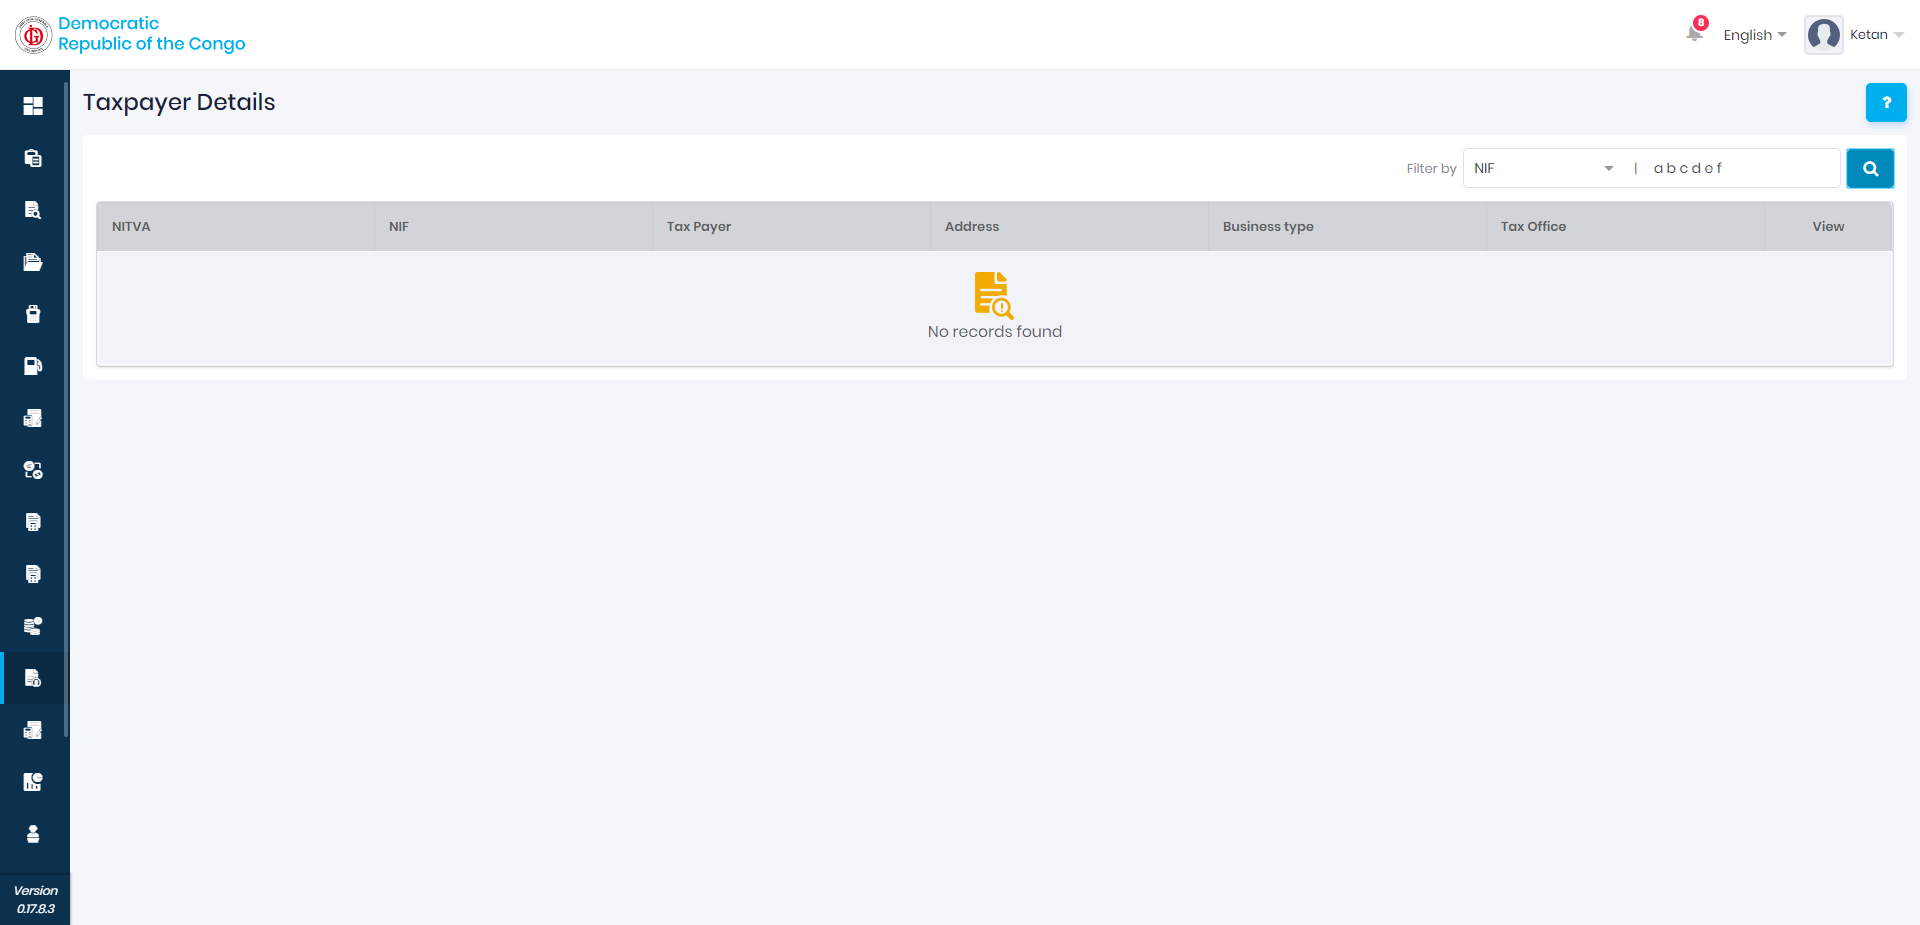 Democratic
Republic of the Congo
8
English
Ketan
Taxpayer Details
?
Filter by
NIF
|
a b c d e f
NITVA
NIF
Tax Payer
Address
Business type
Tax Office
View
No records found
Version
0.17.8.3